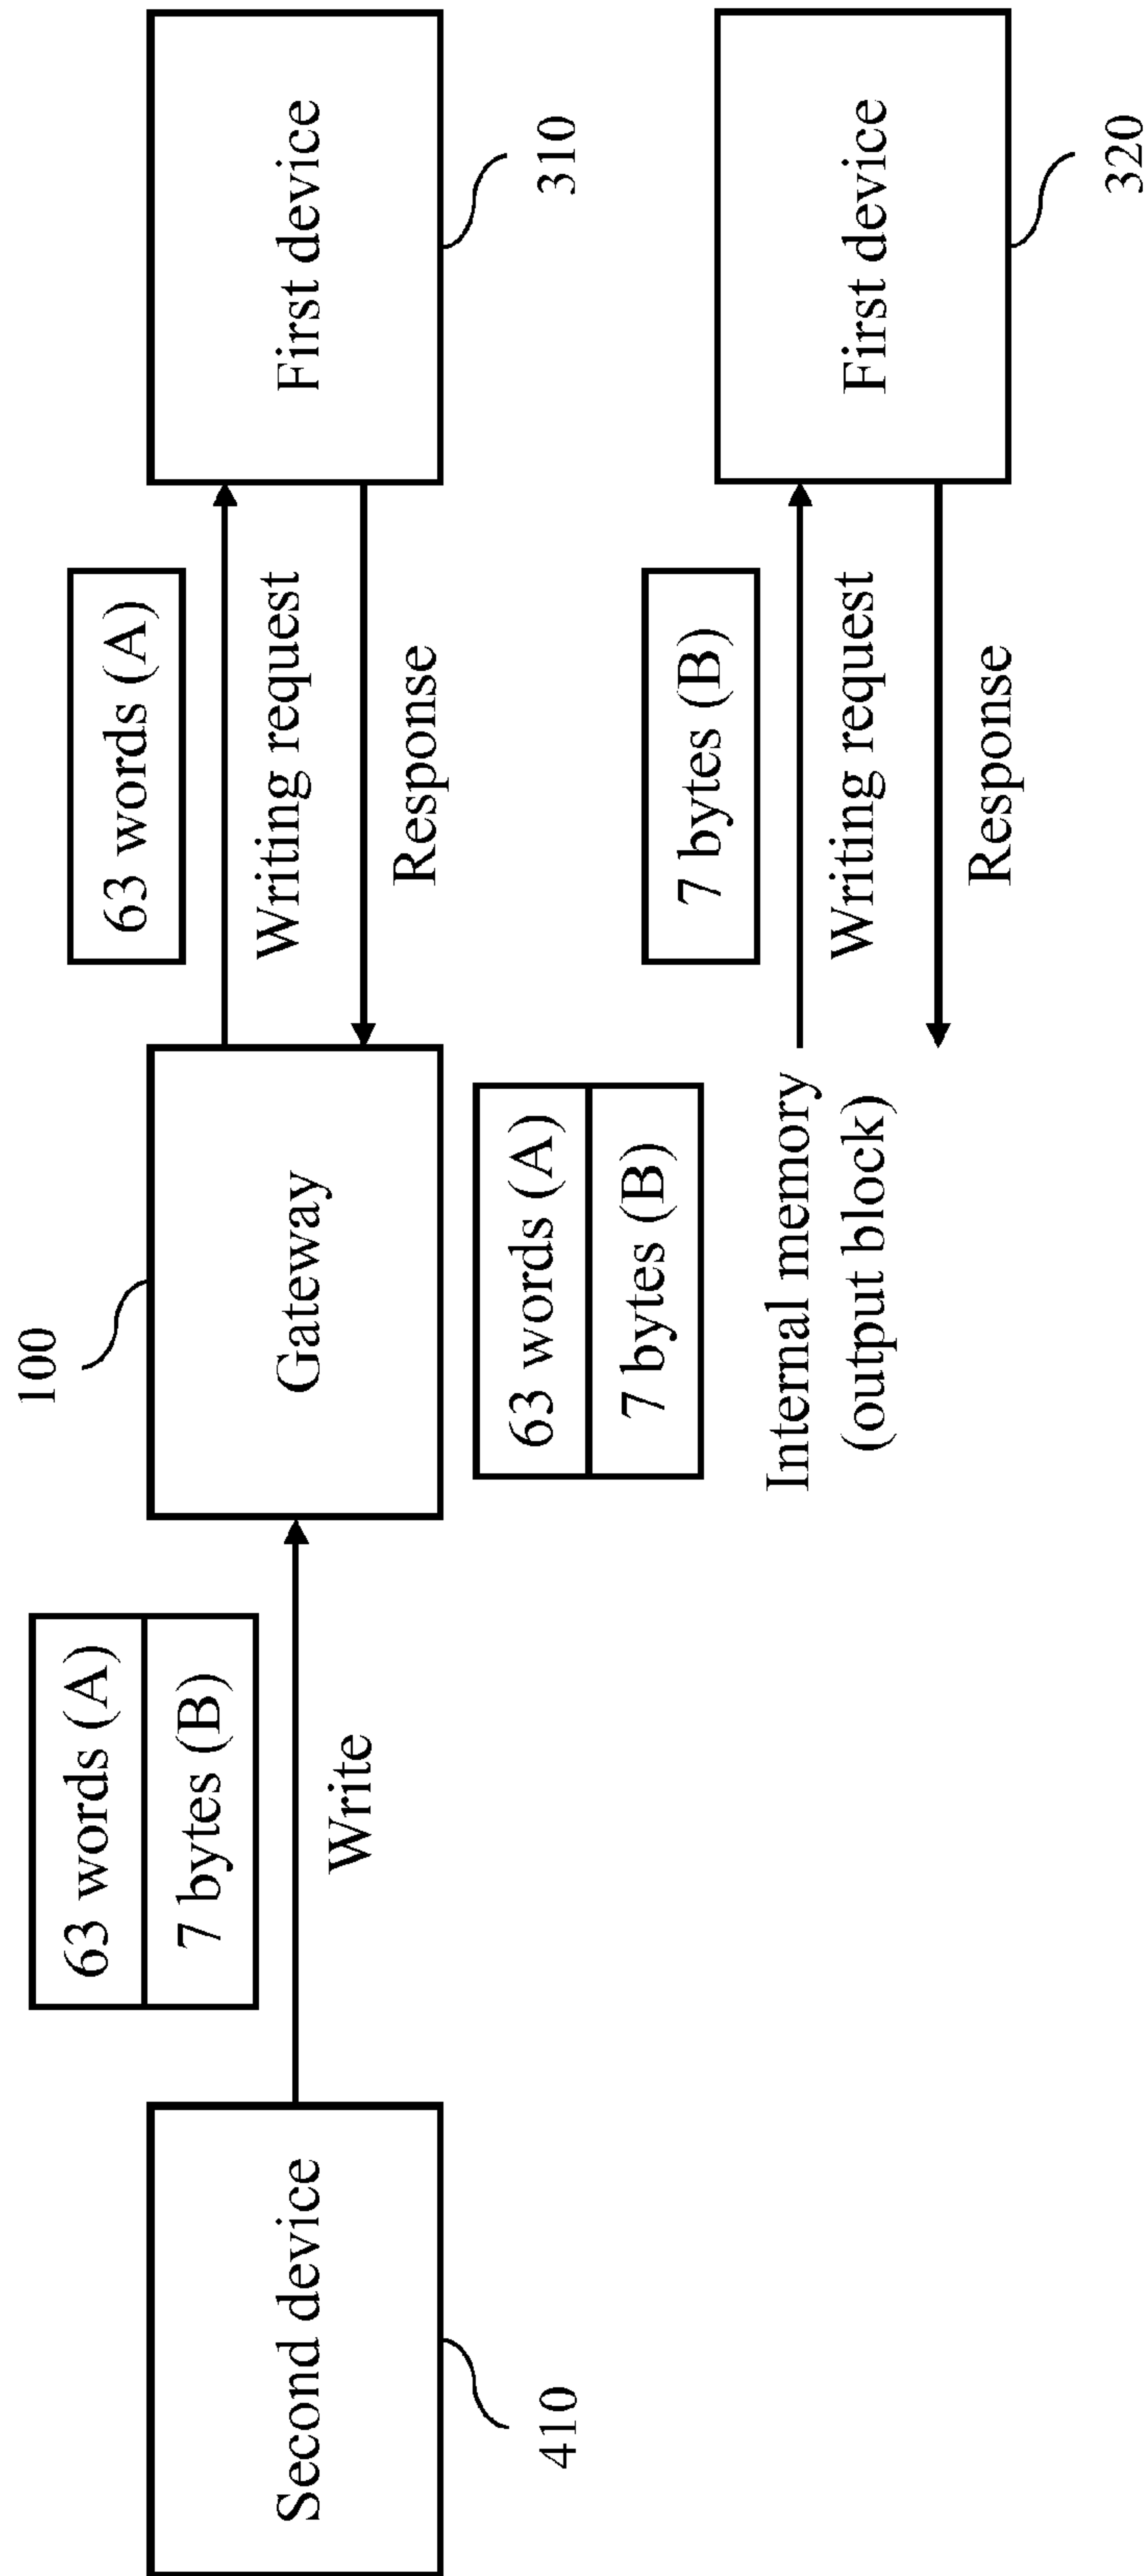 Second device
410
63 words (A)
7 bytes (B)
Write
100
Gateway
63 words (A)
7 bytes (B)
Internal memory
(output block)
63 words (A)
Writing request
Response
First device
310
7 bytes (B)
Writing request
Response
First device
320